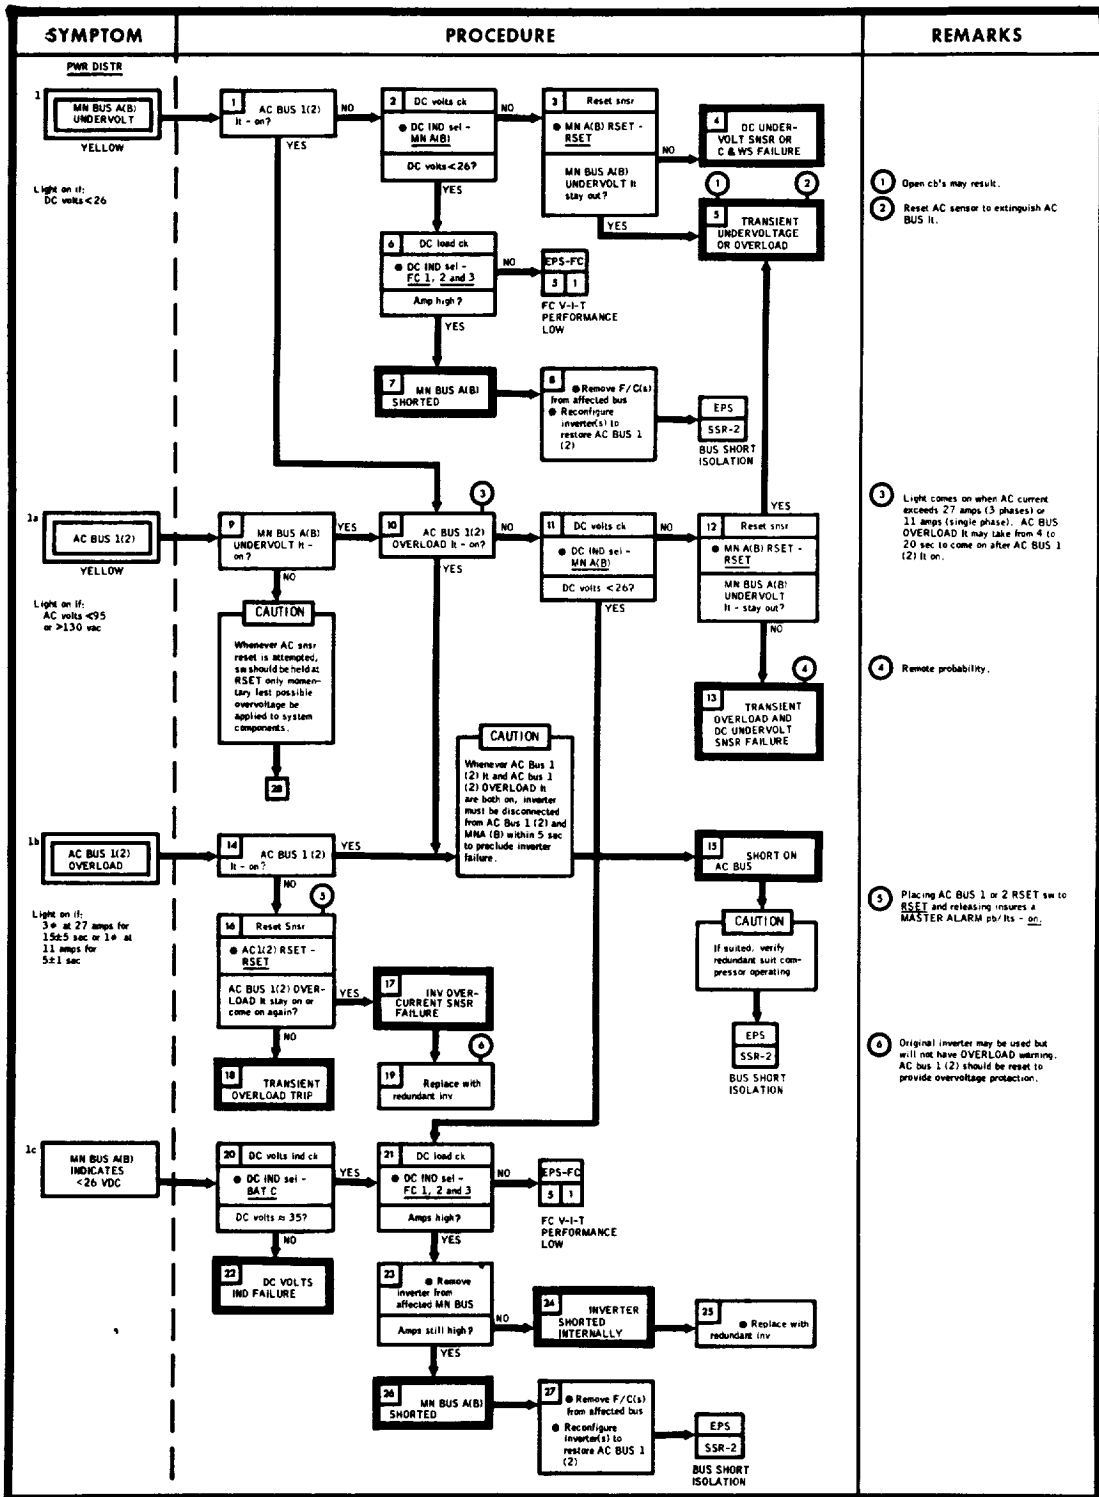 SYMPTOM
PROCEDURE
REMARKS
PWR DISTR
1
MN BUS A(B)
UNDERVOLT
YELLOW
Light on if:
DC volts < 26
1
AC BUS 1(2)
lt - on?
NO
YES
2
DC volts ck
● DC IND sel -
MN A(B)
DC volts < 26?
NO
YES
3
Reset snsr
● MN A(B) RSET -
RSET
MN BUS A(B)
UNDERVOLT lt
stay out?
NO
YES
4
DC UNDER-
VOLT SNSR OR
C & WS FAILURE
1
2
5
TRANSIENT
UNDERVOLTAGE
OR OVERLOAD
6
DC load ck
● DC IND sel -
FC 1, 2 and 3
Amp high?
NO
YES
EPS-FC
5 1
FC V-I-T
PERFORMANCE
LOW
7
MN BUS A(B)
SHORTED
8
● Remove F/C(s)
from affected bus
● Reconfigure
inverter(s) to
restore AC BUS 1
(2)
EPS
SSR-2
BUS SHORT
ISOLATION
1 Open cb's may result.
2 Reset AC sensor to extinguish AC
BUS lt.
1a
AC BUS 1(2)
YELLOW
Light on if:
AC volts <95
or >130 vac
9
MN BUS A(B)
UNDERVOLT lt -
on?
YES
NO
3
10
AC BUS 1(2)
OVERLOAD lt - on?
NO
YES
11
DC volts ck
● DC IND sel -
MN A(B)
DC volts < 26?
NO
YES
12
Reset snsr
● MN A(B) RSET -
RSET
MN BUS A(B)
UNDERVOLT
lt - stay out?
YES
NO
4
13
TRANSIENT
OVERLOAD AND
DC UNDERVOLT
SNSR FAILURE
3 Light comes on when AC current
exceeds 27 amps (3 phases) or
11 amps (single phase). AC BUS
OVERLOAD lt may take from 4 to
20 sec to come on after AC BUS 1
(2) lt on.
4 Remote probability.
CAUTION
Whenever AC snsr
reset is attempted,
sw should be held at
RSET only momen-
tary lest possible
overvoltage be
applied to system
components.
28
CAUTION
Whenever AC Bus 1
(2) lt and AC bus 1
(2) OVERLOAD lt
are both on, inverter
must be disconnected
from AC Bus 1 (2) and
MNA (B) within 5 sec
to preclude inverter
failure.
1b
AC BUS 1(2)
OVERLOAD
Light on if:
3ø at 27 amps for
15±5 sec or 1ø at
11 amps for
5±1 sec
14
AC BUS 1 (2)
lt - on?
YES
NO
15
SHORT ON
AC BUS
CAUTION
If suited, verify
redundant suit com-
pressor operating
EPS
SSR-2
BUS SHORT
ISOLATION
5
16
Reset Snsr
● AC1(2) RSET -
RSET
AC BUS 1(2) OVER-
LOAD lt stay on or
come on again?
YES
NO
17
INV OVER-
CURRENT SNSR
FAILURE
6
18
TRANSIENT
OVERLOAD TRIP
19
Replace with
redundant inv
5 Placing AC BUS 1 or 2 RSET sw to
RSET and releasing insures a
MASTER ALARM pb/lts - on.
6 Original inverter may be used but
will not have OVERLOAD warning.
AC bus 1 (2) should be reset to
provide overvoltage protection.
1c
MN BUS A(B)
INDICATES
<26 VDC
20
DC volts ind ck
● DC IND sel -
BAT C
DC volts ≈ 35?
YES
NO
21
DC load ck
● DC IND sel -
FC 1, 2 and 3
Amps high?
NO
YES
EPS-FC
5 1
FC V-I-T
PERFORMANCE
LOW
22
DC VOLTS
IND FAILURE
23
● Remove
inverter from
affected MN BUS
Amps still high?
NO
YES
24
INVERTER
SHORTED
INTERNALLY
25
● Replace with
redundant inv
26
MN BUS A(B)
SHORTED
27
● Remove F/C(s)
from affected bus
● Reconfigure
inverter(s) to
restore AC BUS 1
(2)
EPS
SSR-2
BUS SHORT
ISOLATION